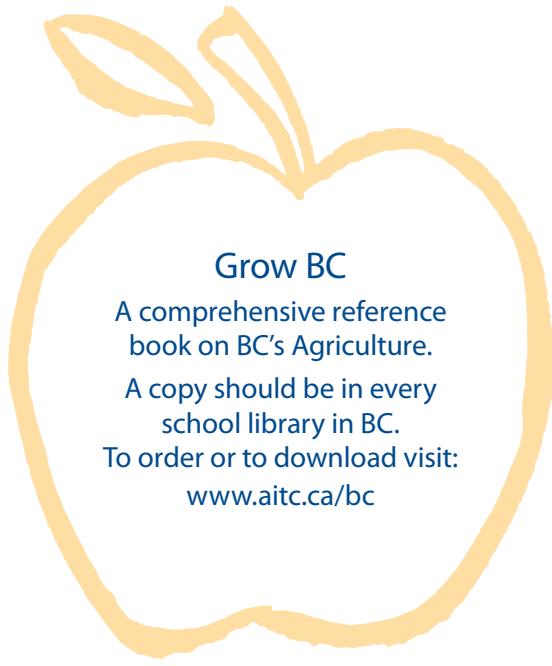 Grow BC
A comprehensive reference
book on BC’s Agriculture.
A copy should be in every
school library in BC.
To order or to download visit:
www.aitc.ca/bc